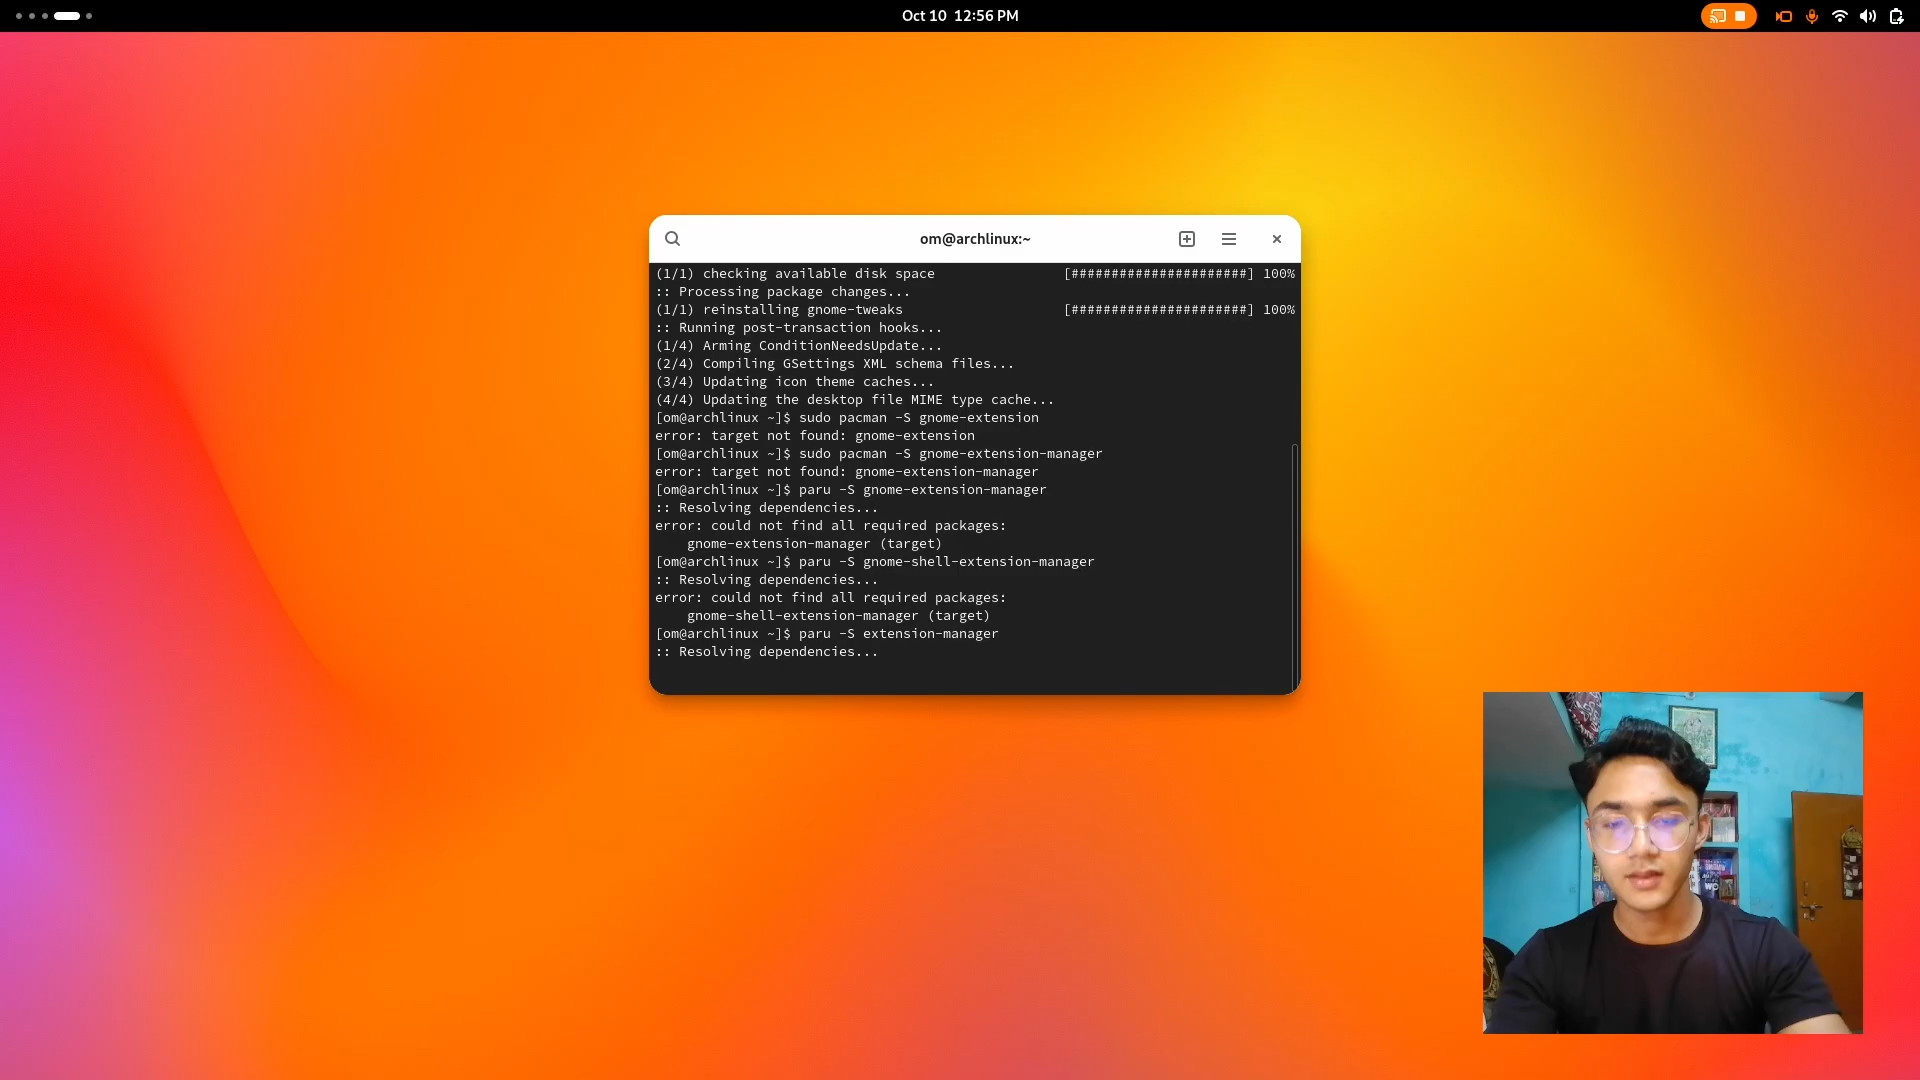 Oct 10 12:56 PM
om@archlinux:~
(1/1) checking available disk space [######################] 100%
:: Processing package changes...
(1/1) reinstalling gnome-tweaks [######################] 100%
:: Running post-transaction hooks...
(1/4) Arming ConditionNeedsUpdate...
(2/4) Compiling GSettings XML schema files...
(3/4) Updating icon theme caches...
(4/4) Updating the desktop file MIME type cache...
[om@archlinux ~]$ sudo pacman -S gnome-extension
error: target not found: gnome-extension
[om@archlinux ~]$ sudo pacman -S gnome-extension-manager
error: target not found: gnome-extension-manager
[om@archlinux ~]$ paru -S gnome-extension-manager
:: Resolving dependencies...
error: could not find all required packages:
gnome-extension-manager (target)
[om@archlinux ~]$ paru -S gnome-shell-extension-manager
:: Resolving dependencies...
error: could not find all required packages:
gnome-shell-extension-manager (target)
[om@archlinux ~]$ paru -S extension-manager
:: Resolving dependencies...